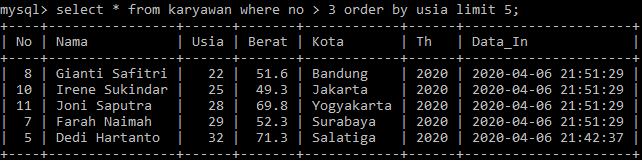 mysql> select * from karyawan where no > 3 order by usia limit 5;
+----+----------------+------+-------+------------+------+---------------------+
| No | Nama           | Usia | Berat | Kota       | Th   | Data_In             |
+----+----------------+------+-------+------------+------+---------------------+
|  8 | Gianti Safitri |   22 |  51.6 | Bandung    | 2020 | 2020-04-06 21:51:29 |
| 10 | Irene Sukindar |   25 |  49.3 | Jakarta    | 2020 | 2020-04-06 21:51:29 |
| 11 | Joni Saputra   |   28 |  69.8 | Yogyakarta | 2020 | 2020-04-06 21:51:29 |
|  7 | Farah Naimah   |   29 |  52.3 | Surabaya   | 2020 | 2020-04-06 21:51:29 |
|  5 | Dedi Hartanto  |   32 |  71.3 | Salatiga   | 2020 | 2020-04-06 21:42:37 |
+----+----------------+------+-------+------------+------+---------------------+